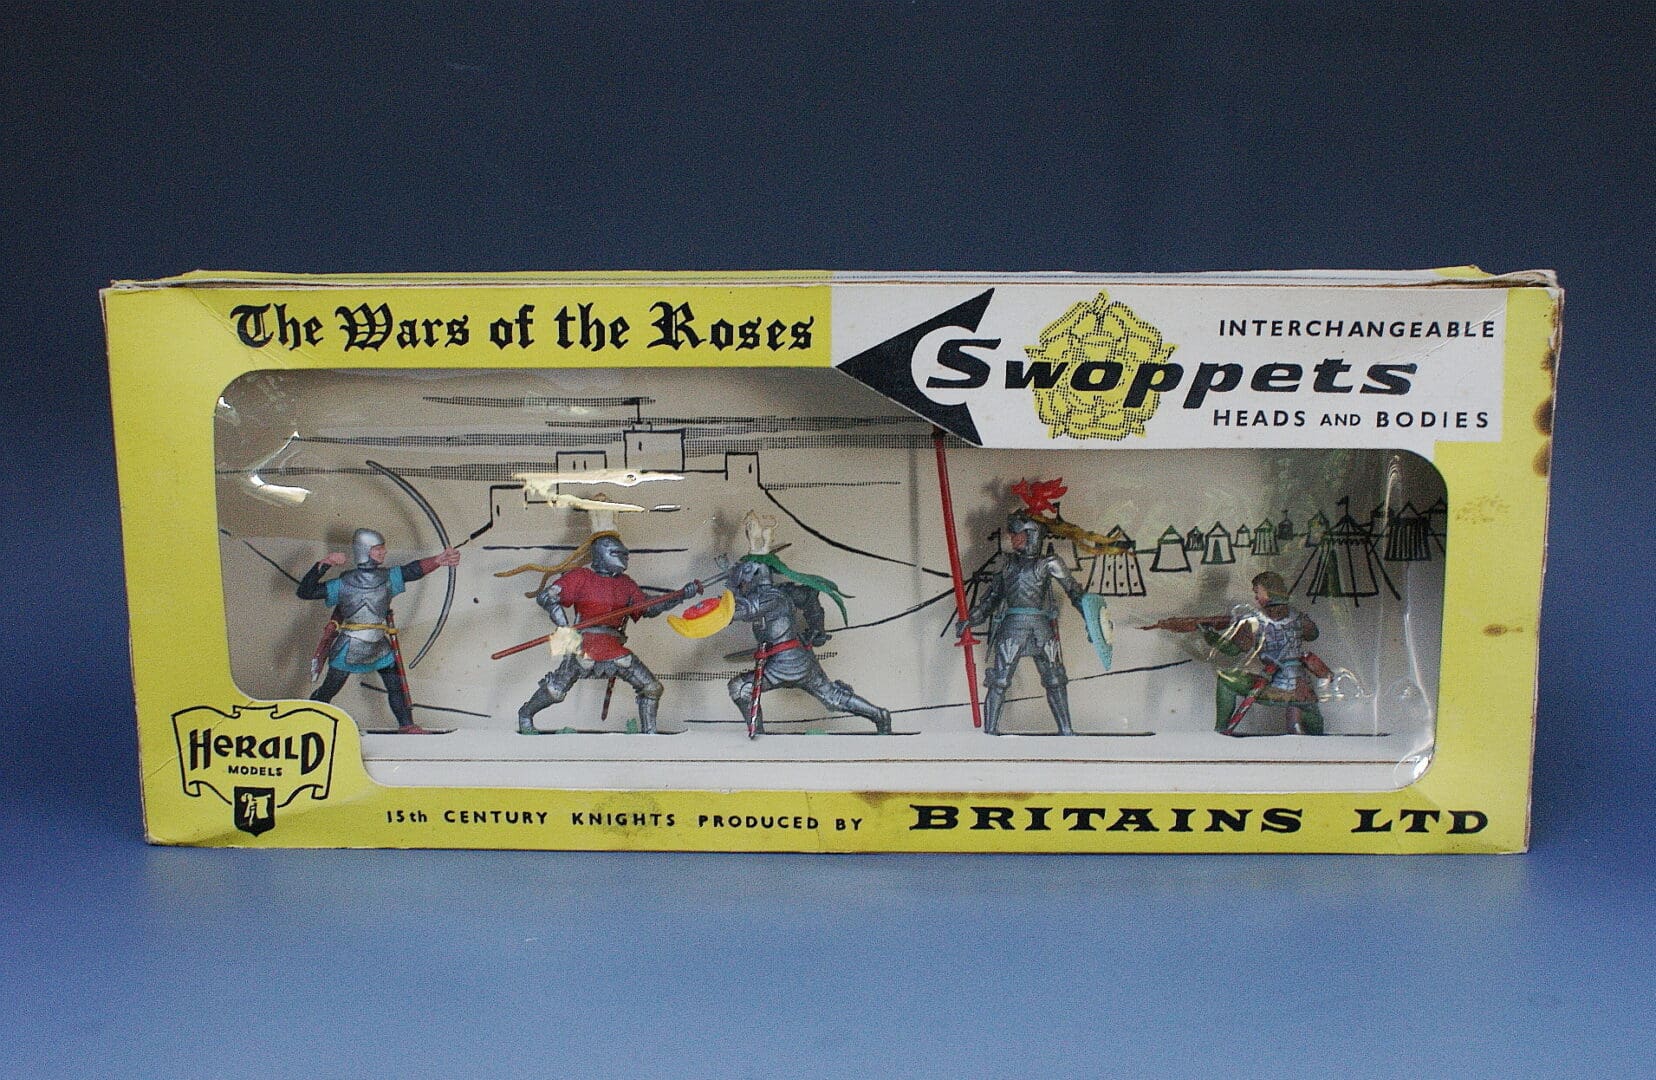 The Wars of the Roses
Swoppets
INTERCHANGEABLE
HEADS AND BODIES
HERALD
MODELS
15th CENTURY KNIGHTS PRODUCED BY BRITAINS LTD